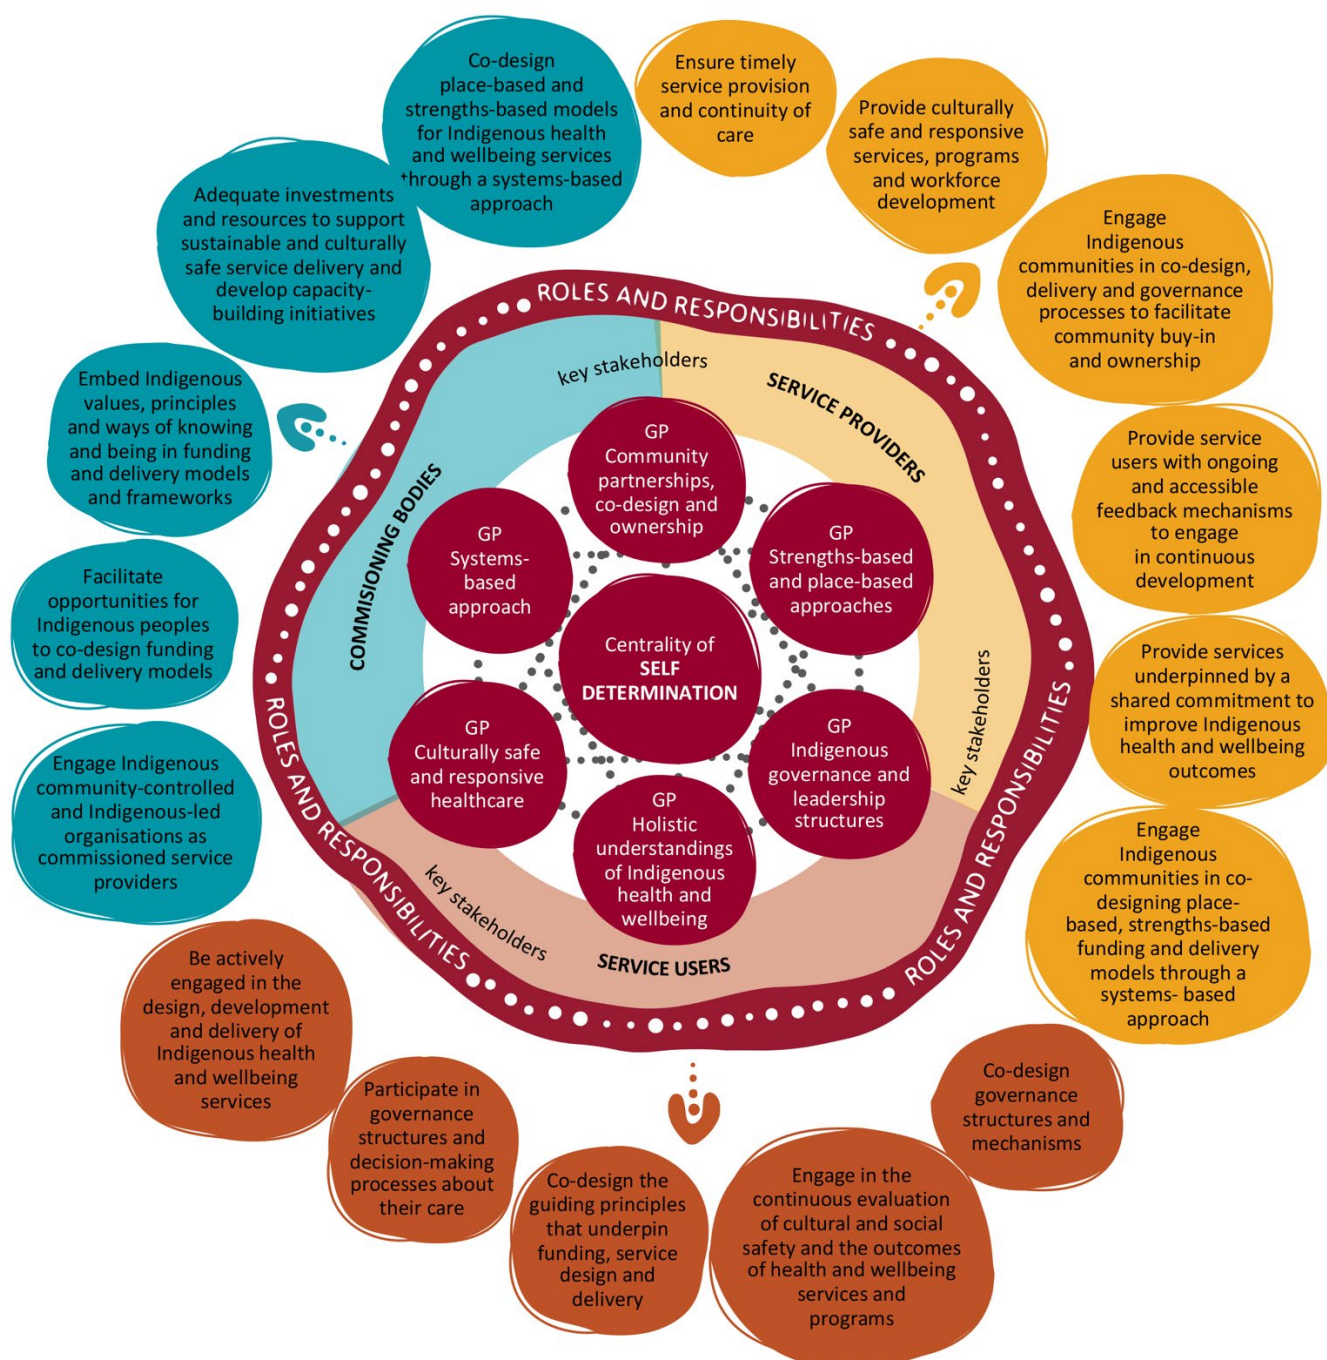 Co-design
place-based and
strengths-based models
for Indigenous health
and wellbeing services
through a systems-based
approach
Ensure timely
service provision
and continuity of
care
Provide culturally
safe and responsive
services, programs
and workforce
development
Adequate investments
and resources to support
sustainable and culturally
safe service delivery and
develop capacity-
building initiatives
Engage
Indigenous
communities in co-design,
delivery and governance
processes to facilitate
community buy-in
and ownership
Embed Indigenous
values, principles
and ways of knowing
and being in funding
and delivery models
and frameworks
Provide service
users with ongoing
and accessible
feedback mechanisms
to engage
in continuous
development
Facilitate
opportunities for
Indigenous peoples
to co-design funding
and delivery models
Provide services
underpinned by a
shared commitment to
improve Indigenous
health and wellbeing
outcomes
Engage Indigenous
community-controlled
and Indigenous-led
organisations as
commissioned service
providers
Engage
Indigenous
communities in co-
designing place-
based, strengths-based
funding and delivery
models through a
systems- based
approach
Be actively
engaged in the
design, development
and delivery of
Indigenous health
and wellbeing
services
Participate in
governance
structures and
decision-making
processes about
their care
Co-design the
guiding principles
that underpin
funding, service
design and
delivery
Engage in the
continuous evaluation
of cultural and social
safety and the outcomes
of health and wellbeing
services and
programs
Co-design
governance
structures and
mechanisms
ROLES AND RESPONSIBILITIES
ROLES AND RESPONSIBILITIES
ROLES AND RESPONSIBILITIES
key stakeholders
COMMISIONING BODIES
SERVICE PROVIDERS
key stakeholders
key stakeholders
SERVICE USERS
GP
Community
partnerships,
co-design and
ownership
GP
Systems-
based
approach
GP
Strengths-based
and place-based
approaches
Centrality of
SELF
DETERMINATION
GP
Culturally safe
and responsive
healthcare
GP
Indigenous
governance and
leadership
structures
GP
Holistic
understandings
of Indigenous
health and
wellbeing